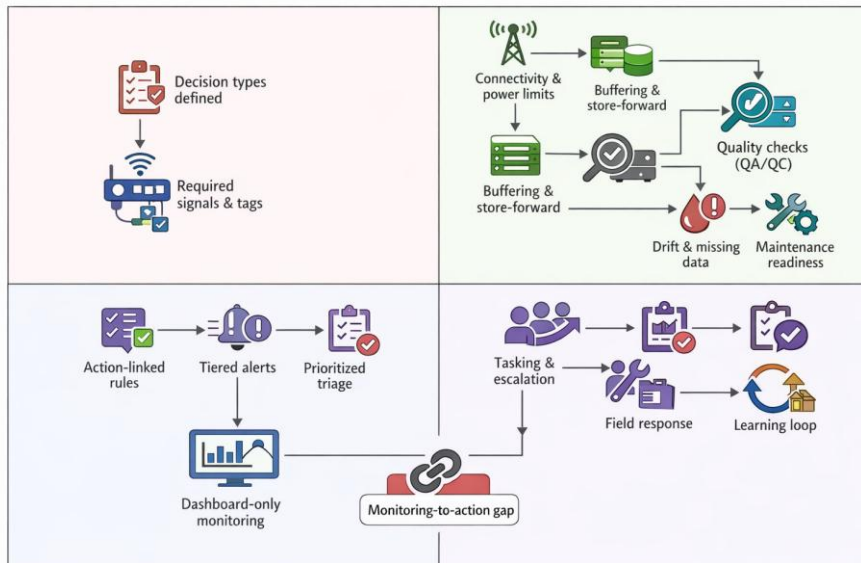 Decision types
defined
Required
signals & tags
Connectivity &
power limits
Buffering &
store-forward
Quality checks
(QA/QC)
Buffering &
store-forward
Drift & missing
data
Maintenance
readiness
Action-linked
rules
Tiered alerts
Prioritized
triage
Dashboard-only
monitoring
Tasking &
escalation
Field response
Learning loop
Monitoring-to-action gap